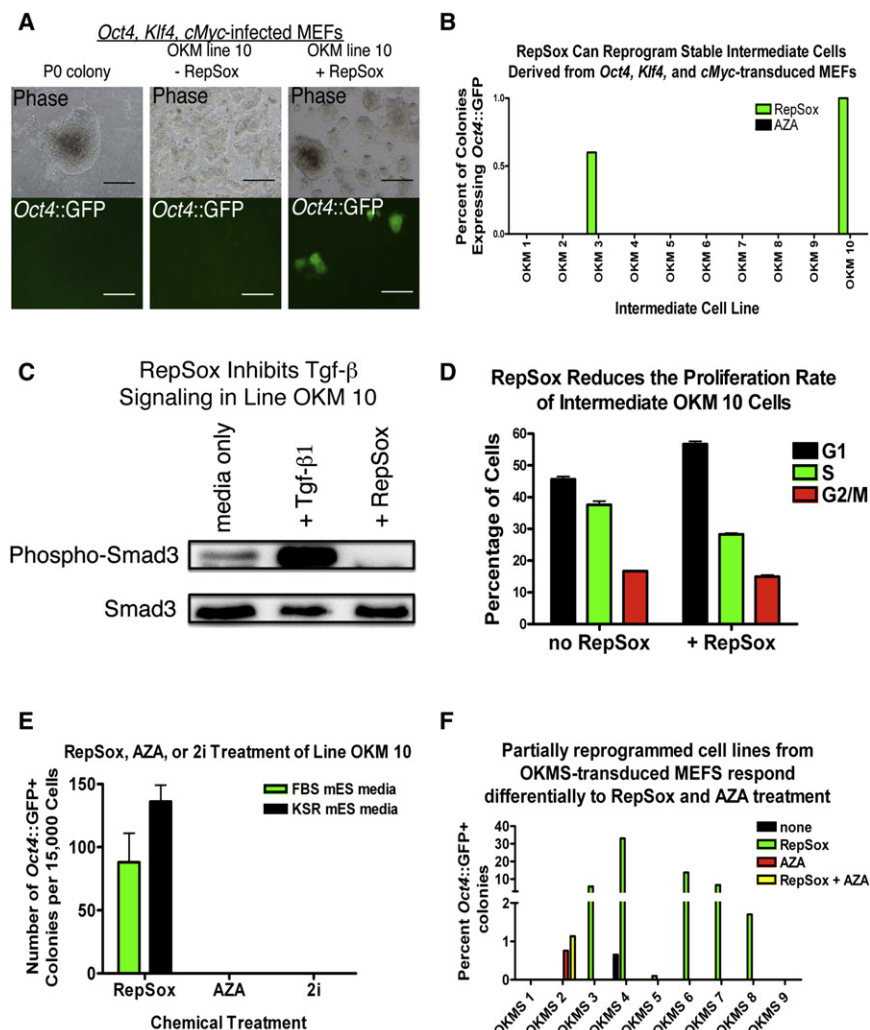 A
Oct4, Klf4, cMyc-infected MEFs
P0 colony
OKM line 10
- RepSox
OKM line 10
+ RepSox
Phase
Phase
Phase
Oct4::GFP
Oct4::GFP
Oct4::GFP
B
RepSox Can Reprogram Stable Intermediate Cells
Derived from Oct4, Klf4, and cMyc-transduced MEFs
Percent of Colonies
Expressing Oct4::GFP
1.0
0.5
0.0
RepSox
AZA
OKM 1
OKM 2
OKM 3
OKM 4
OKM 5
OKM 6
OKM 7
OKM 8
OKM 9
OKM 10
Intermediate Cell Line
C
RepSox Inhibits Tgf-β
Signaling in Line OKM 10
media only
+ Tgf-β1
+ RepSox
Phospho-Smad3
Smad3
D
RepSox Reduces the Proliferation Rate
of Intermediate OKM 10 Cells
Percentage of Cells
60
50
40
30
20
10
0
G1
S
G2/M
no RepSox
+ RepSox
E
RepSox, AZA, or 2i Treatment of Line OKM 10
Number of Oct4::GFP+
Colonies per 15,000 Cells
150
100
50
0
FBS mES media
KSR mES media
RepSox
AZA
2i
Chemical Treatment
F
Partially reprogrammed cell lines from
OKMS-transduced MEFS respond
differentially to RepSox and AZA treatment
Percent Oct4::GFP+
colonies
40
30
20
10
2
1
0
none
RepSox
AZA
RepSox + AZA
OKMS 1
OKMS 2
OKMS 3
OKMS 4
OKMS 5
OKMS 6
OKMS 7
OKMS 8
OKMS 9